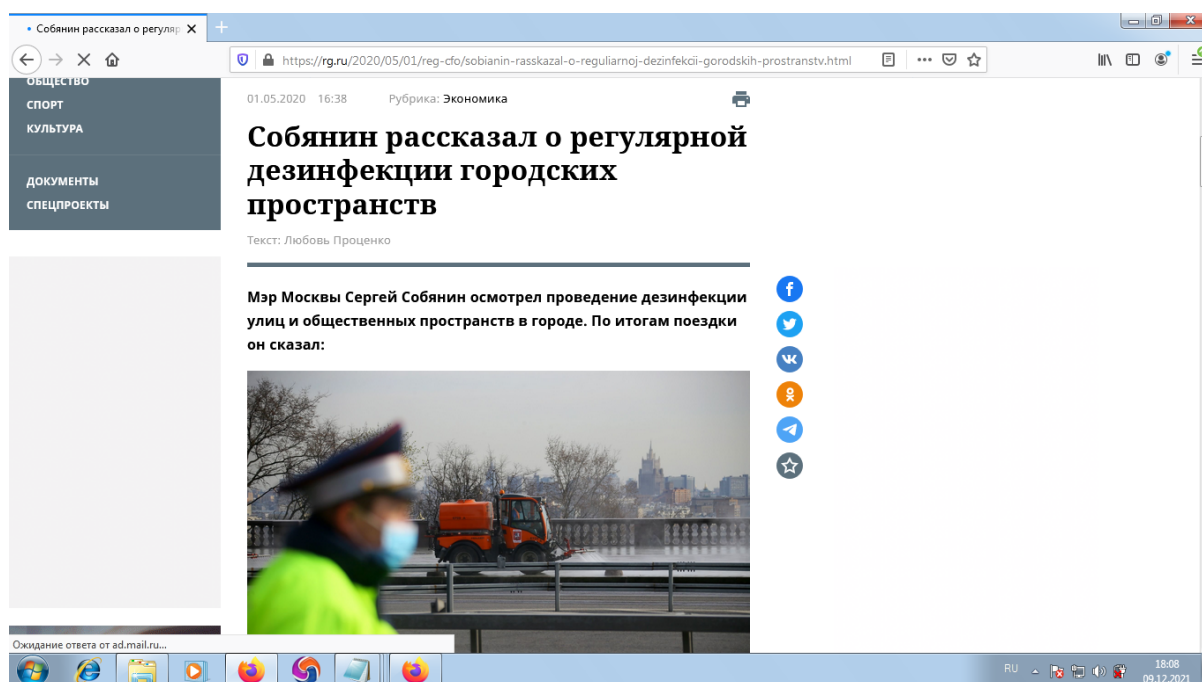 Собянин рассказал о регуляр
https://rg.ru/2020/05/01/reg-cfo/sobianin-rasskazal-o-reguliarnoj-dezinfekcii-gorodskih-prostranstv.html
ОБЩЕСТВО
СПОРТ
КУЛЬТУРА
ДОКУМЕНТЫ
СПЕЦПРОЕКТЫ
01.05.2020 16:38 Рубрика: Экономика
Собянин рассказал о регулярной
дезинфекции городских
пространств
Текст: Любовь Проценко
Мэр Москвы Сергей Собянин осмотрел проведение дезинфекции
улиц и общественных пространств в городе. По итогам поездки
он сказал:
Ожидание ответа от ad.mail.ru...
RU
18:08
09.12.2021